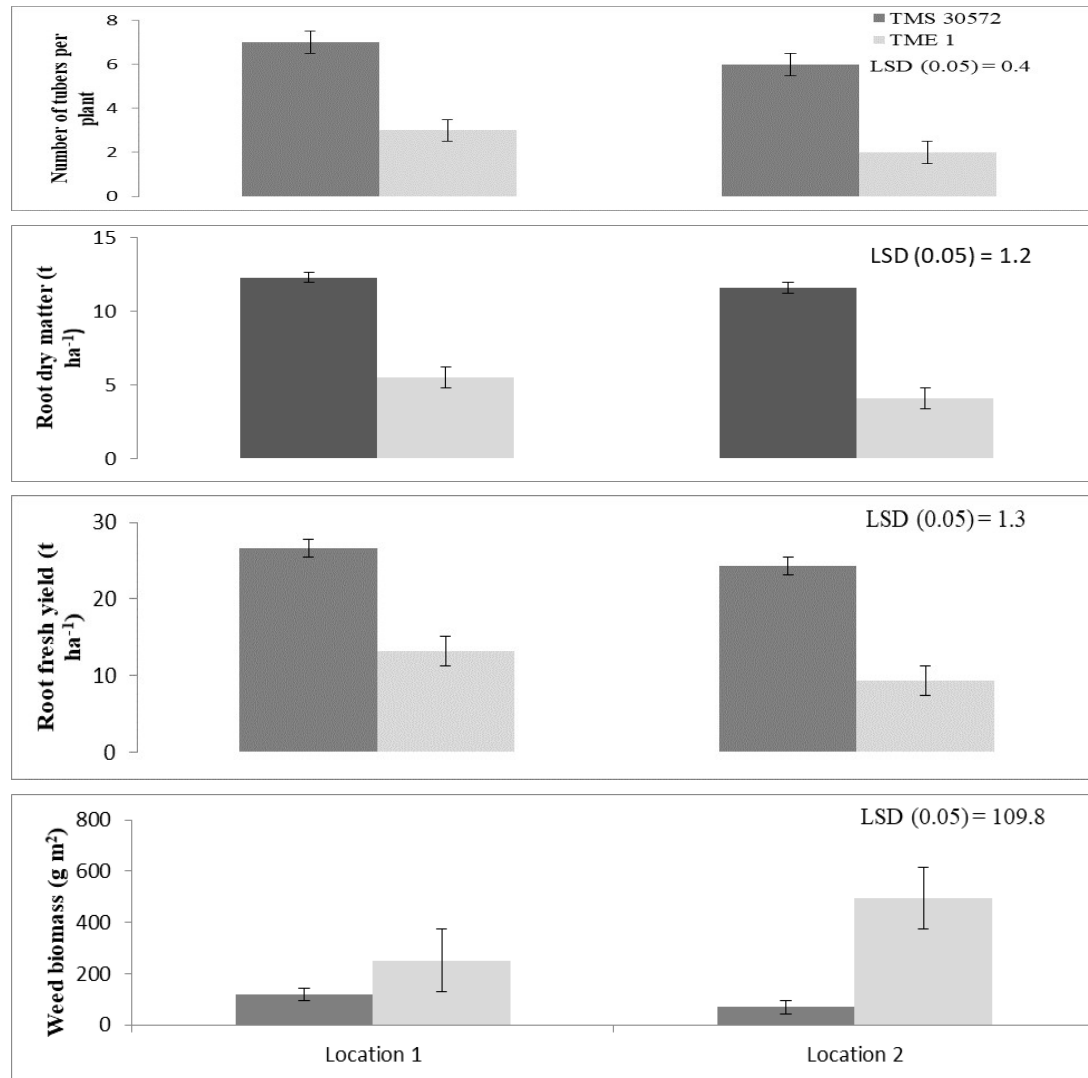 Number of tubers per
plant
8
6
4
2
0
TMS 30572
TME 1
LSD (0.05) = 0.4
Root dry matter (t
ha⁻¹)
15
10
5
0
LSD (0.05) = 1.2
Root fresh yield (t
ha⁻¹)
30
20
10
0
LSD (0.05) = 1.3
Weed biomass (g m²)
800
600
400
200
0
LSD (0.05) = 109.8
Location 1
Location 2